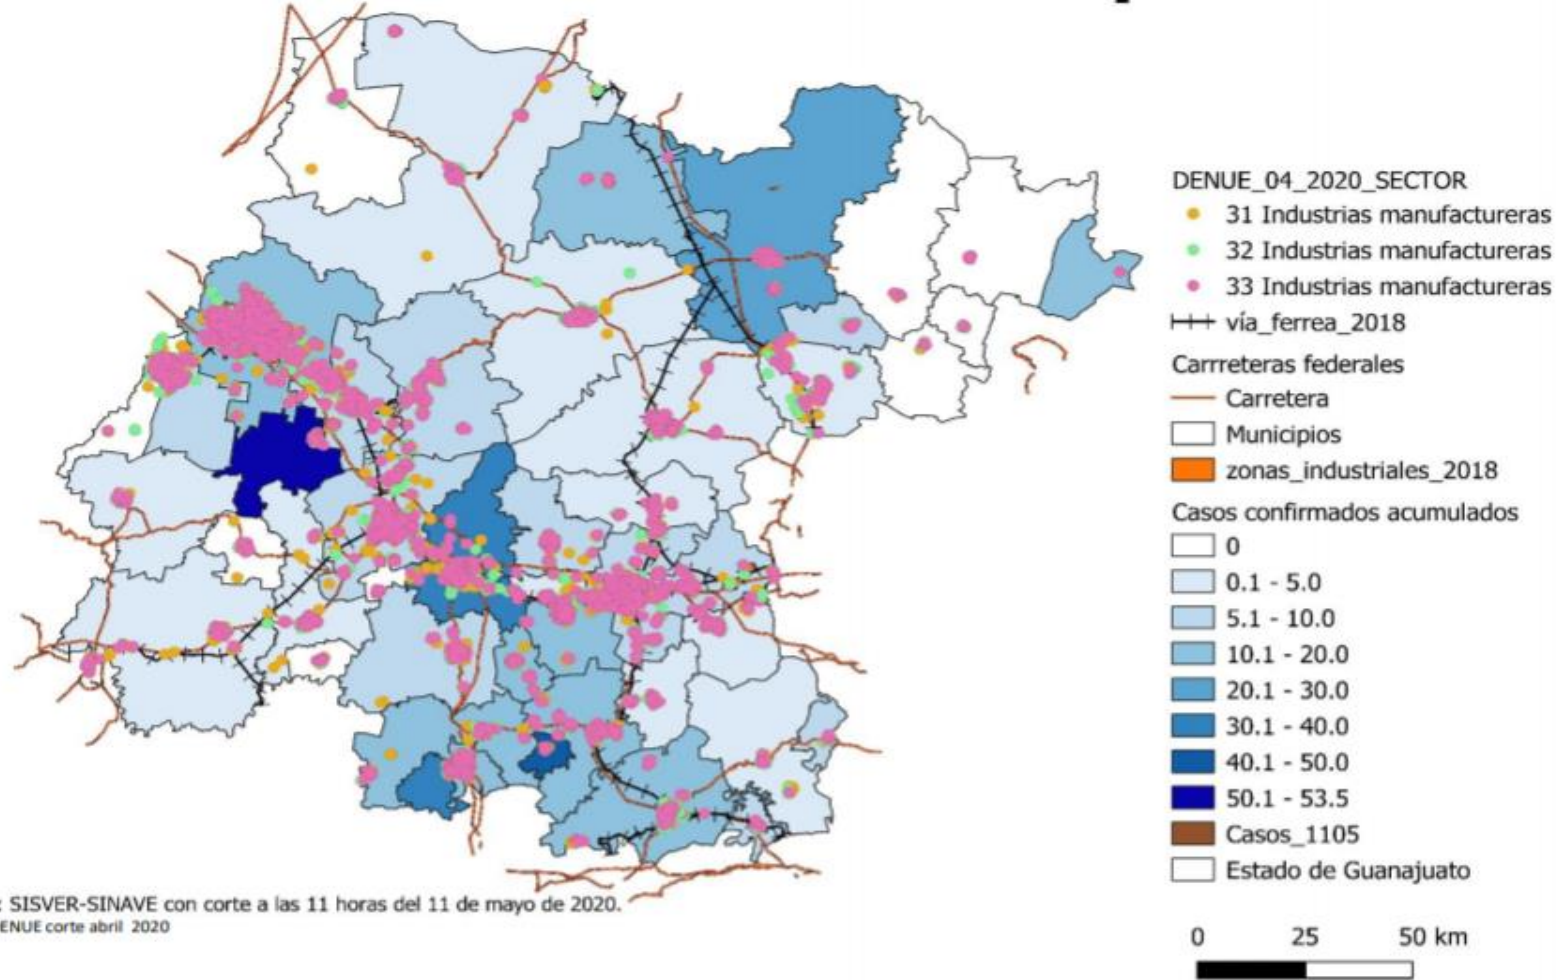 DENUE_04_2020_SECTOR
31 Industrias manufactureras
32 Industrias manufactureras
33 Industrias manufactureras
vía_ferrea_2018
Carrreteras federales
Carretera
Municipios
zonas_industriales_2018
Casos confirmados acumulados
0
0.1 - 5.0
5.1 - 10.0
10.1 - 20.0
20.1 - 30.0
30.1 - 40.0
40.1 - 50.0
50.1 - 53.5
Casos_1105
Estado de Guanajuato
: SISVER-SINAVE con corte a las 11 horas del 11 de mayo de 2020.
ENUE corte abril 2020
0 25 50 km